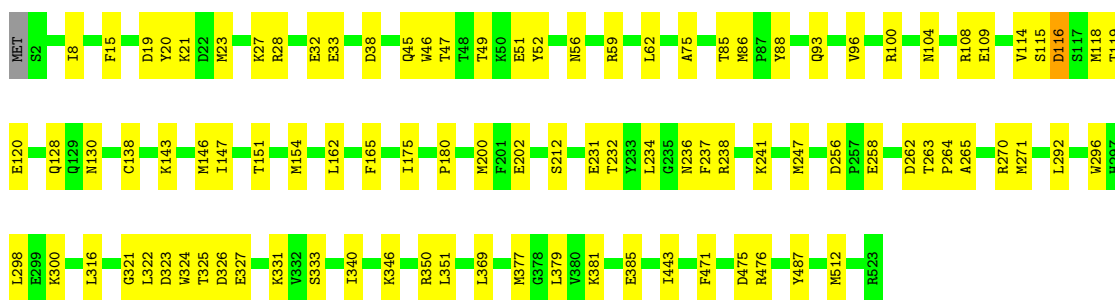 MET S2 I8 F15 D19 Y20 K21 D22 M23 K27 R28 E32 E33 D38 Q45 W46 T47 T48 T49 K50 E51 Y52 N56 R59 L62 A75 T85 M86 P87 Y88 Q93 V96 R100 N104 R108 E109 V114 S115 D116 S117 M118
E120 Q128 Q129 N130 C138 K143 M146 I147 T151 M154 L162 F165 I175 P180 M200 F201 E202 S212 E231 T232 Y233 L234 G235 N236 F237 R238 K241 M247 D256 P257 E258 D262 T263 P264 A265 R270 M271 L292 W296
L298 E299 K300 L316 G321 L322 D323 W324 T325 D326 E327 K331 V332 S333 I340 K346 R350 L351 L369 M377 G378 L379 V380 K381 E385 I443 F471 D475 R476 Y487 M512 R523